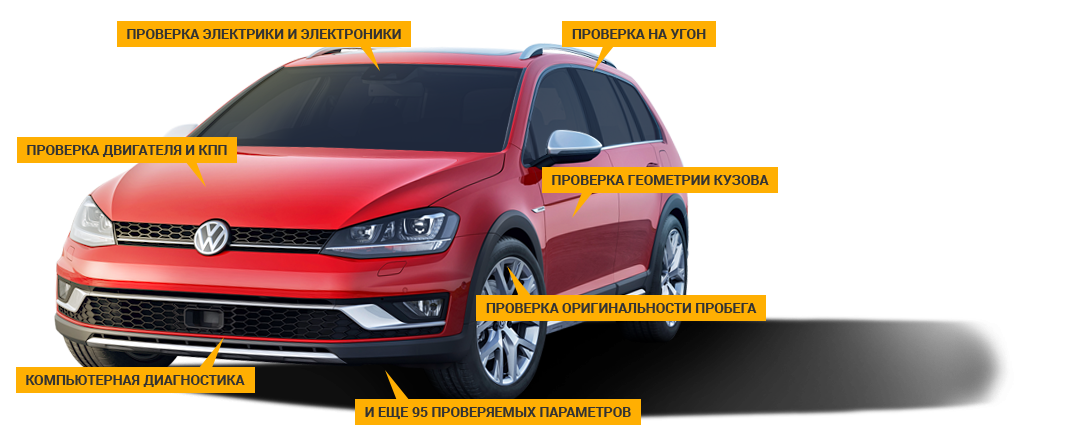 ПРОВЕРКА ЭЛЕКТРИКИ И ЭЛЕКТРОНИКИ
ПРОВЕРКА НА УГОН
ПРОВЕРКА ДВИГАТЕЛЯ И КПП
ПРОВЕРКА ГЕОМЕТРИИ КУЗОВА
ПРОВЕРКА ОРИГИНАЛЬНОСТИ ПРОБЕГА
КОМПЬЮТЕРНАЯ ДИАГНОСТИКА
И ЕЩЕ 95 ПРОВЕРЯЕМЫХ ПАРАМЕТРОВ